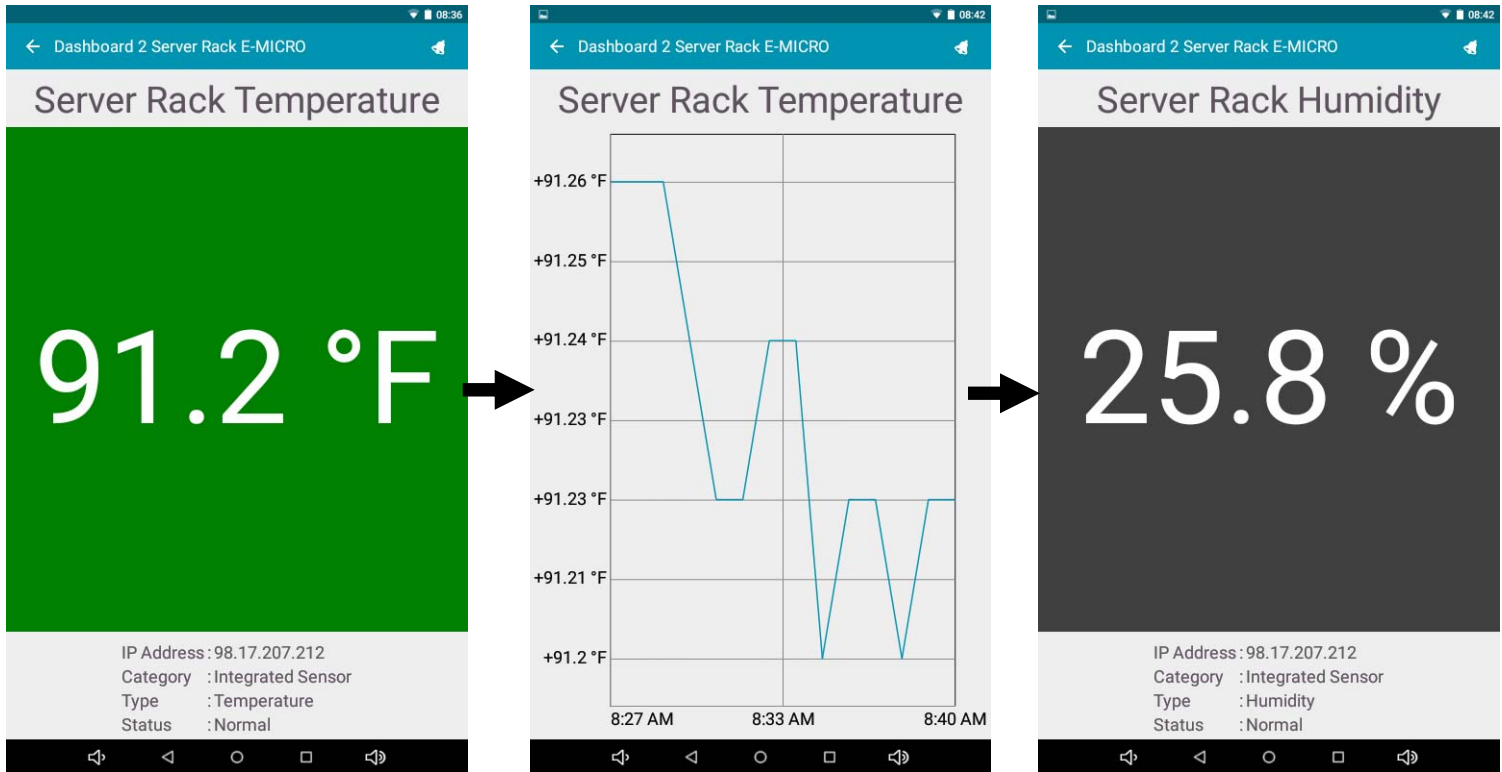 08:36
Dashboard 2 Server Rack E-MICRO
Server Rack Temperature
91.2 °F
IP Address : 98.17.207.212
Category : Integrated Sensor
Type : Temperature
Status : Normal
08:42
Dashboard 2 Server Rack E-MICRO
Server Rack Temperature
+91.26 °F
+91.25 °F
+91.24 °F
+91.23 °F
+91.23 °F
+91.21 °F
+91.2 °F
8:27 AM 8:33 AM 8:40 AM
08:42
Dashboard 2 Server Rack E-MICRO
Server Rack Humidity
25.8 %
IP Address : 98.17.207.212
Category : Integrated Sensor
Type : Humidity
Status : Normal